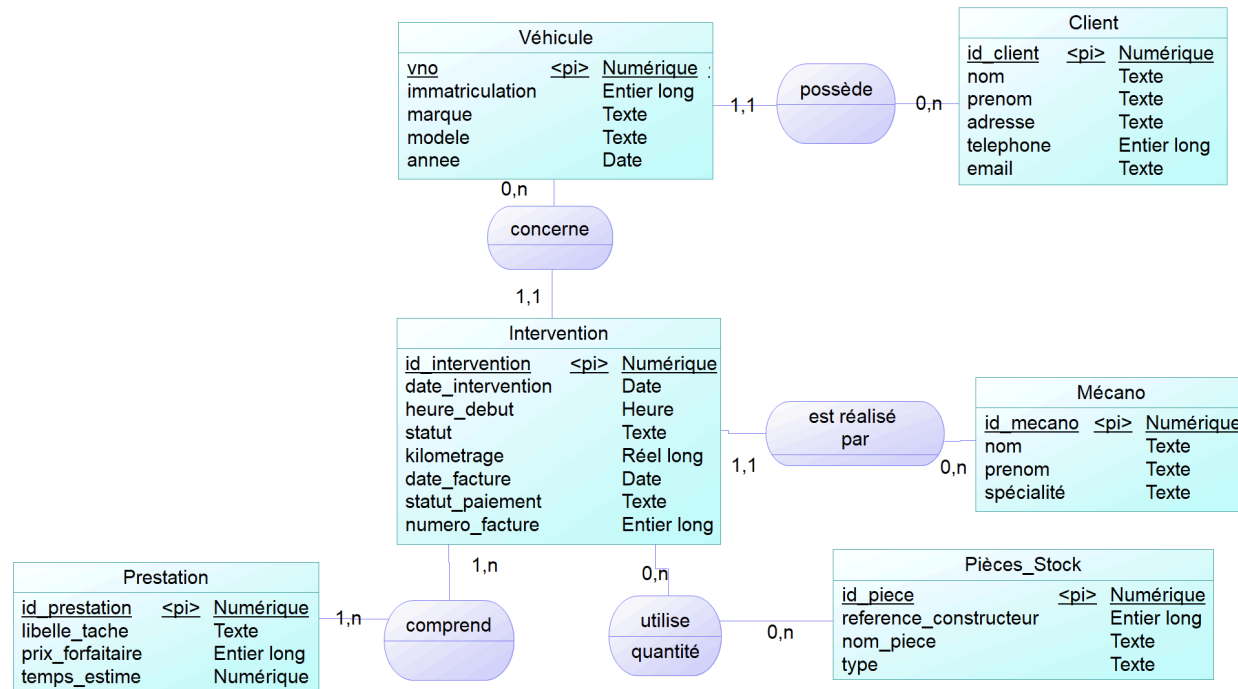 Véhicule
vno <pi> Numérique
immatriculation Entier long
marque Texte
modele Texte
annee Date
1,1
possède
0,n
Client
id_client <pi> Numérique
nom Texte
prenom Texte
adresse Texte
telephone Entier long
email Texte
0,n
concerne
1,1
Intervention
id_intervention <pi> Numérique
date_intervention Date
heure_debut Heure
statut Texte
kilometrage Réel long
date_facture Date
statut_paiement Texte
numero_facture Entier long
1,1
est réalisé
par
0,n
Mécano
id_mecano <pi> Numérique
nom Texte
prenom Texte
spécialité Texte
1,n
comprend
1,n
Prestation
id_prestation <pi> Numérique
libelle_tache Texte
prix_forfaitaire Entier long
temps_estime Numérique
0,n
utilise
quantité
0,n
Pièces_Stock
id_piece <pi> Numérique
reference_constructeur Entier long
nom_piece Texte
type Texte